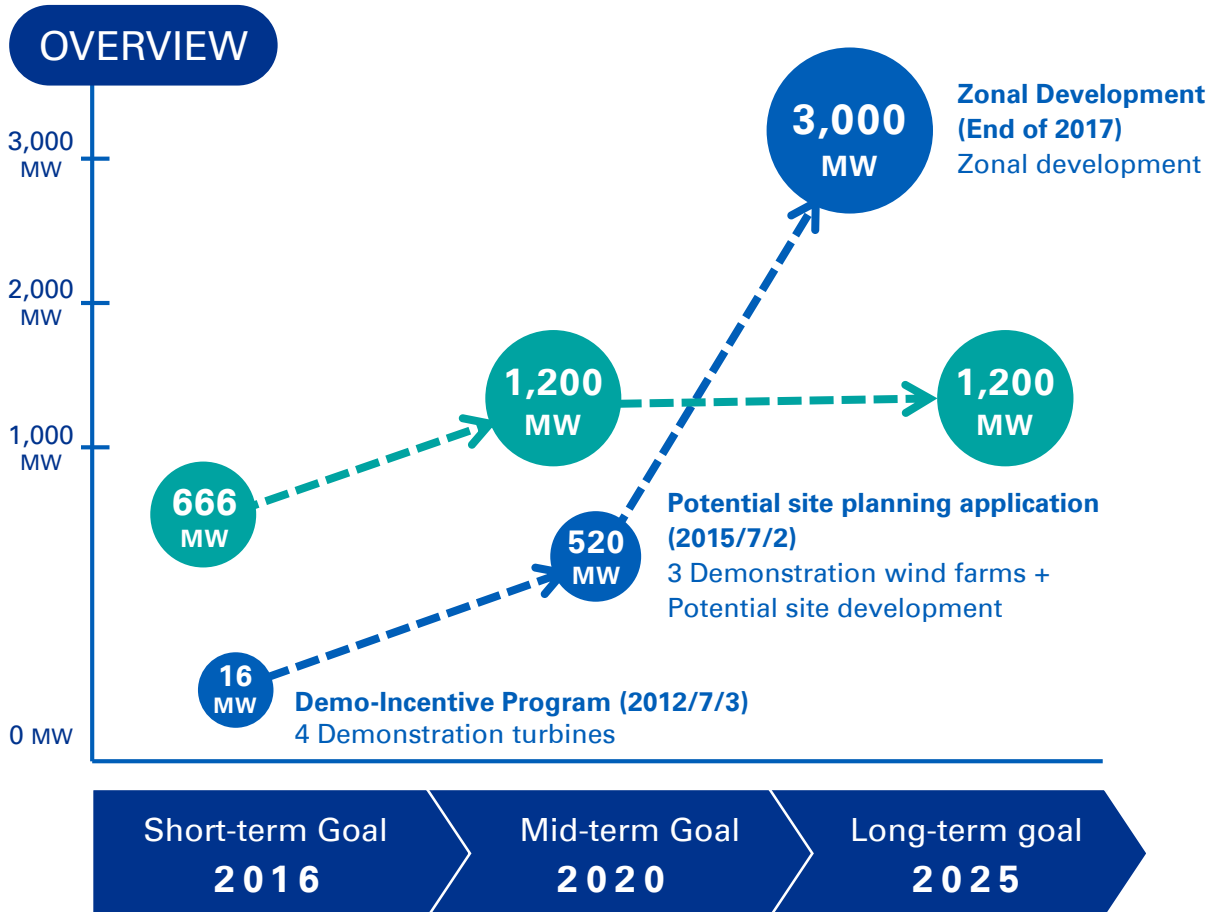 OVERVIEW
3,000
MW
2,000
MW
1,000
MW
0 MW
3,000
MW
Zonal Development
(End of 2017)
Zonal development
1,200
MW
1,200
MW
666
MW
520
MW
Potential site planning application
(2015/7/2)
3 Demonstration wind farms +
Potential site development
16
MW
Demo-Incentive Program (2012/7/3)
4 Demonstration turbines
Short-term Goal
2016
Mid-term Goal
2020
Long-term goal
2025